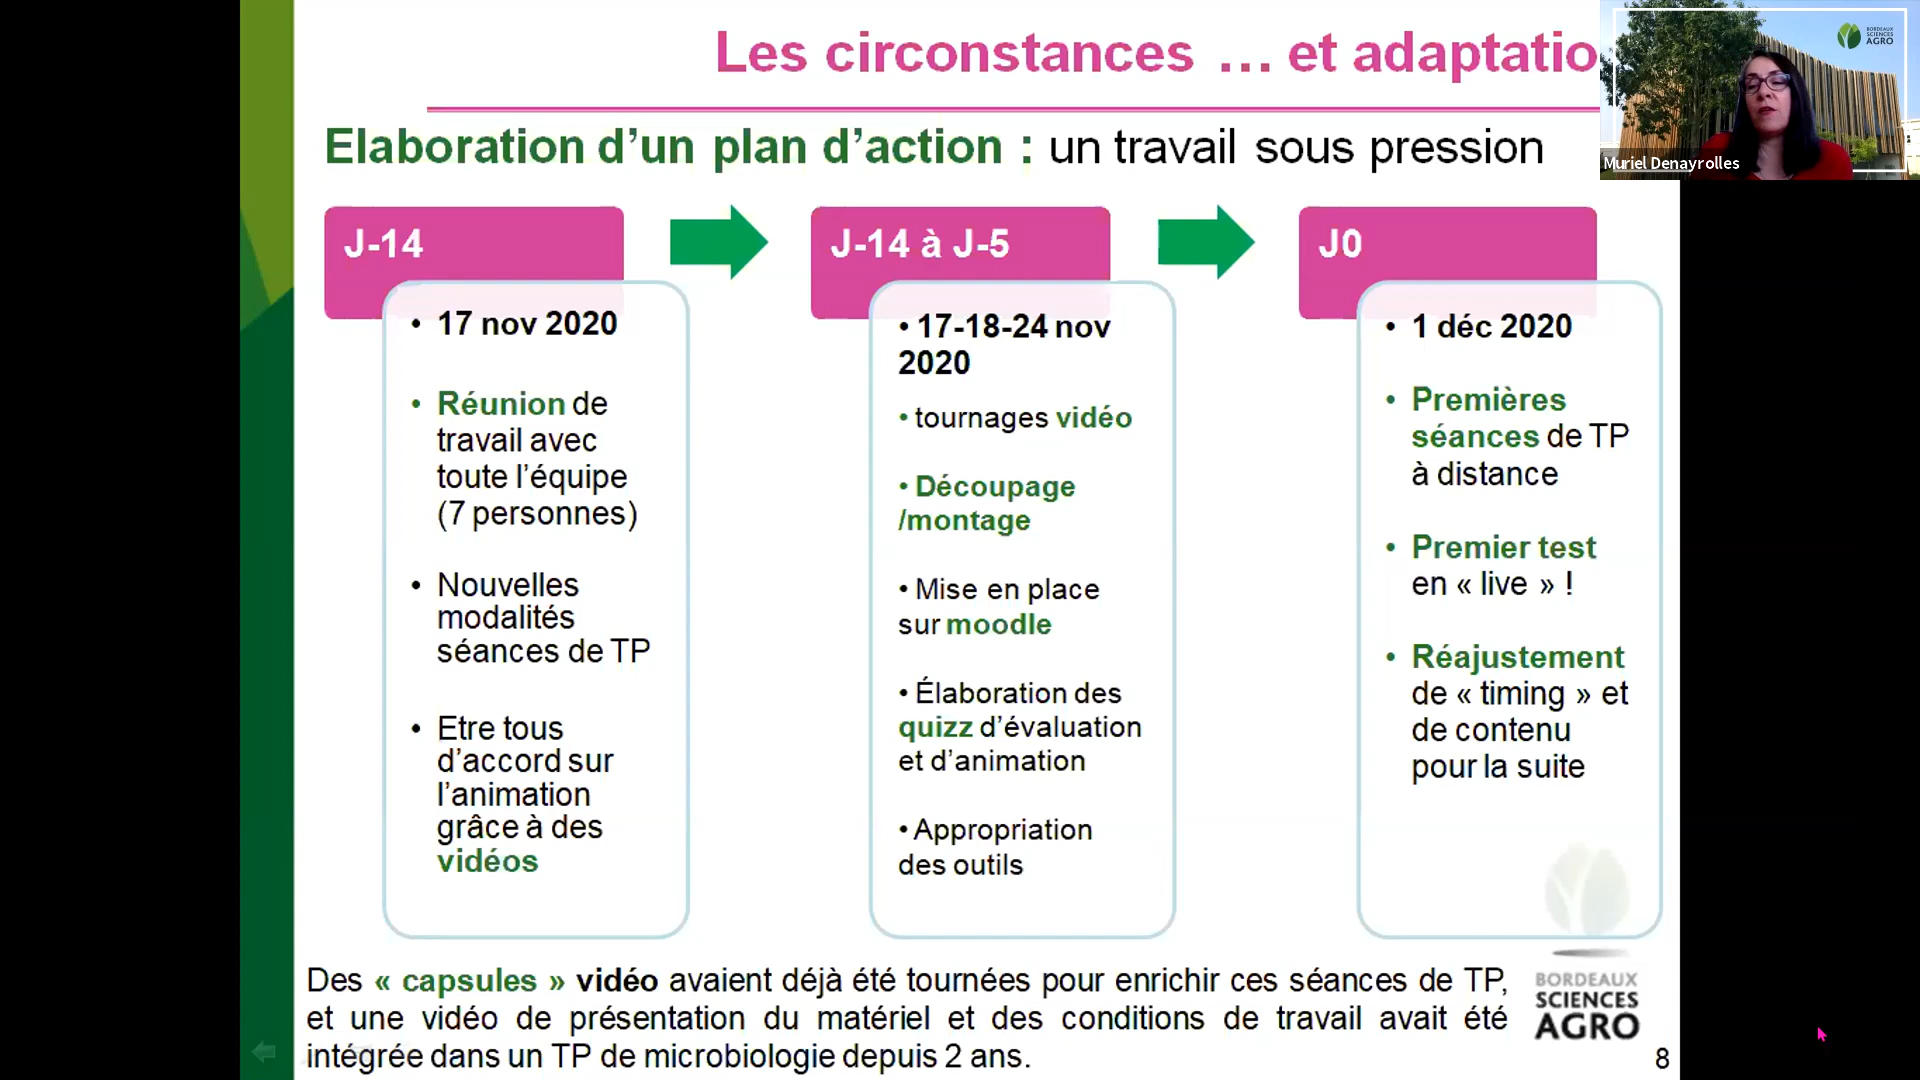 Les circonstances … et adaptatio
Elaboration d’un plan d’action : un travail sous pression
J-14
• 17 nov 2020
• Réunion de
travail avec
toute l’équipe
(7 personnes)
• Nouvelles
modalités
séances de TP
• Etre tous
d’accord sur
l’animation
grâce à des
vidéos
J-14 à J-5
• 17-18-24 nov
2020
• tournages vidéo
• Découpage
/montage
• Mise en place
sur moodle
• Élaboration des
quizz d’évaluation
et d’animation
• Appropriation
des outils
J0
• 1 déc 2020
• Premières
séances de TP
à distance
• Premier test
en « live » !
• Réajustement
de « timing » et
de contenu
pour la suite
Des « capsules » vidéo avaient déjà été tournées pour enrichir ces séances de TP,
et une vidéo de présentation du matériel et des conditions de travail avait été
intégrée dans un TP de microbiologie depuis 2 ans.
BORDEAUX
SCIENCES
AGRO
8
BORDEAUX
SCIENCES
AGRO
Muriel Denayrolles